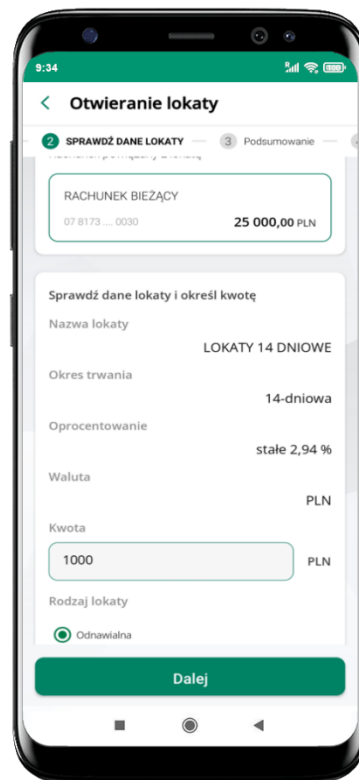 9:34
Otwieranie lokaty
2 SPRAWDŹ DANE LOKATY 3 Podsumowanie
RACHUNEK BIEŻĄCY
07 8173 .... 0030 25 000,00 PLN
Sprawdź dane lokaty i określ kwotę
Nazwa lokaty
LOKATY 14 DNIOWE
Okres trwania
14-dniowa
Oprocentowanie
stałe 2,94 %
Waluta
PLN
Kwota
1000 PLN
Rodzaj lokaty
Odnawialna
Dalej